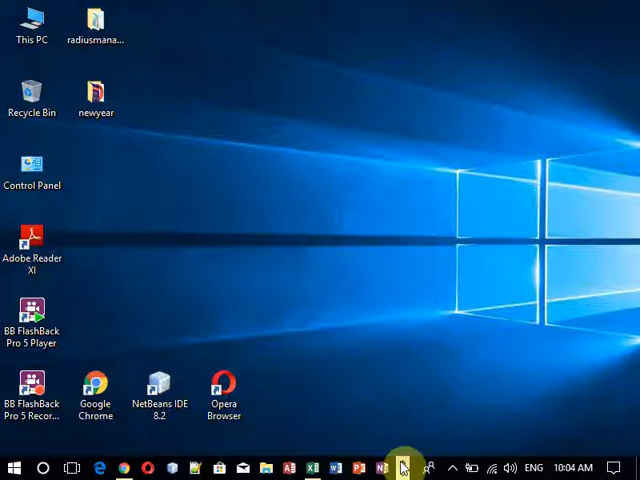 This PC
radiusmana...
Recycle Bin
newyear
Control Panel
Adobe Reader
XI
BB FlashBack
Pro 5 Player
BB FlashBack
Pro 5 Recor...
Google
Chrome
NetBeans IDE
8.2
Opera
Browser
ENG
10:04 AM